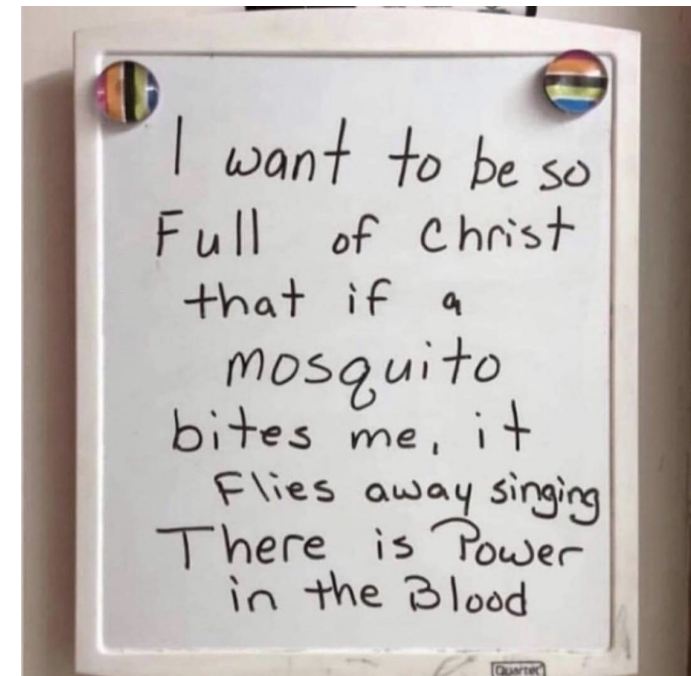 I want to be so
Full of Christ
that if a
mosquito
bites me, it
Flies away singing
There is Power
in the Blood
Quartet